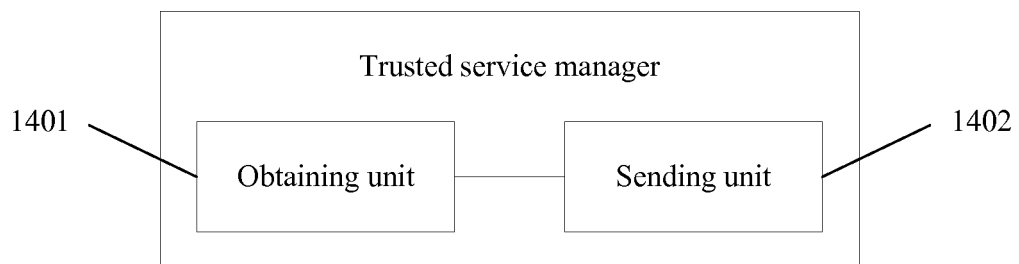 Trusted service manager
1401
1402
Obtaining unit
Sending unit